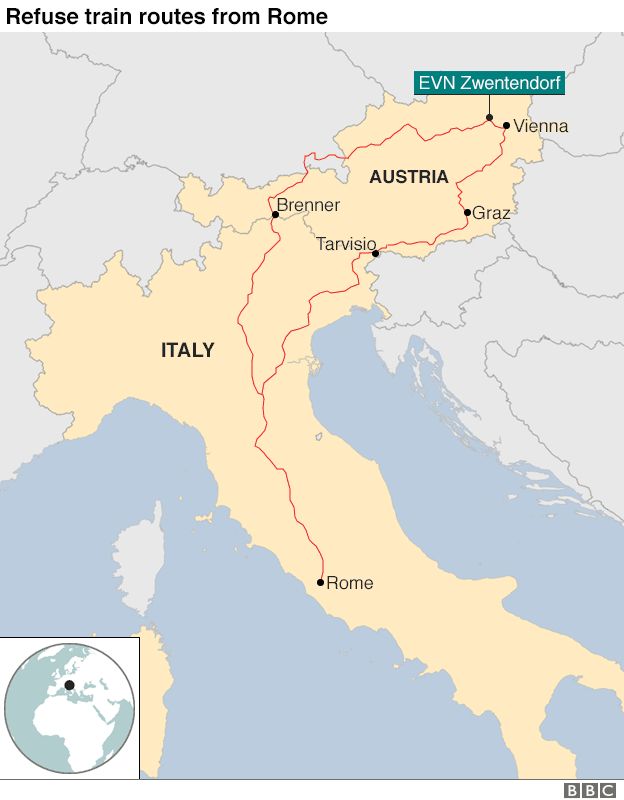 Refuse train routes from Rome
EVN Zwentendorf
Vienna
AUSTRIA
Brenner
Graz
Tarvisio
ITALY
Rome
BBC